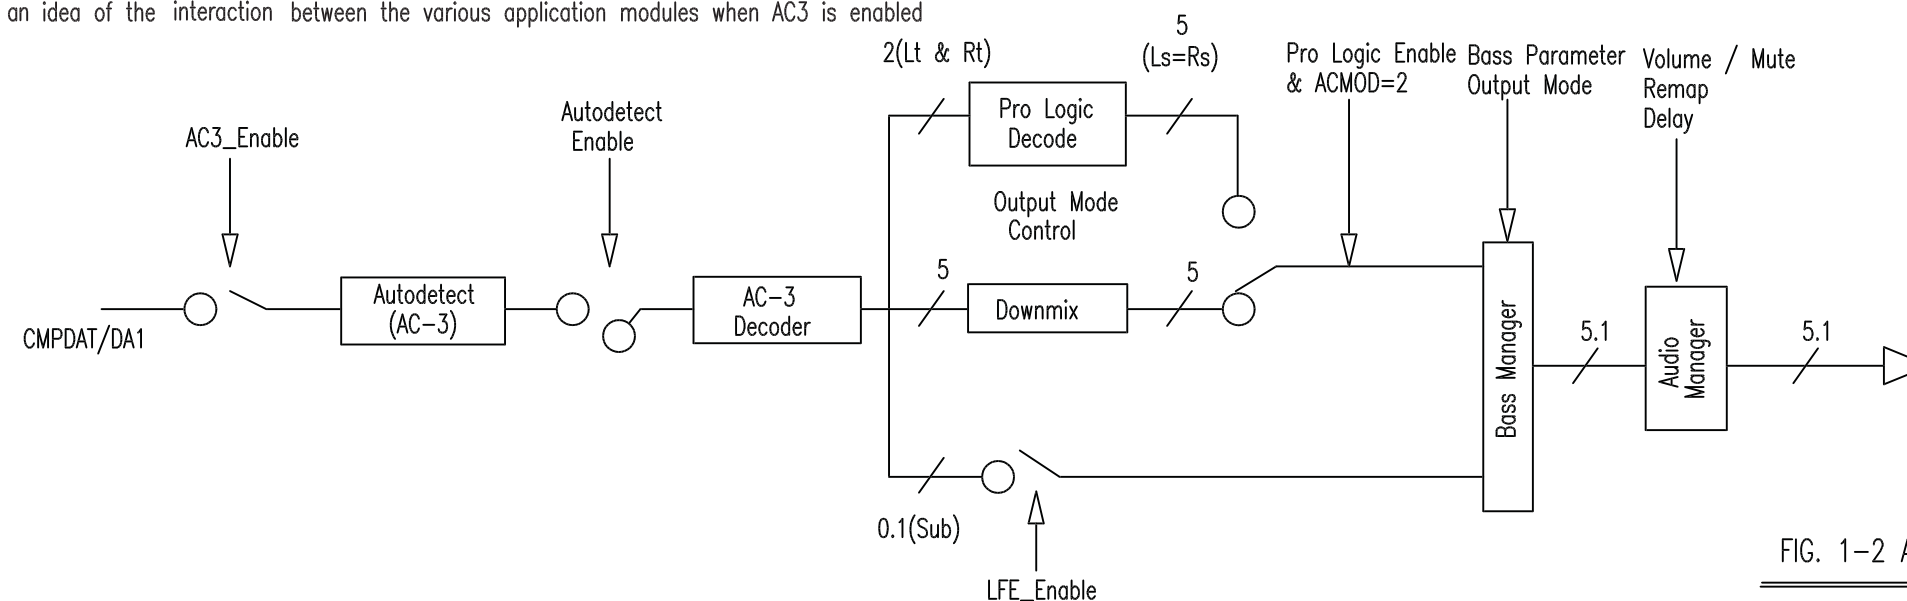 an idea of the interaction between the various application modules when AC3 is enabled
5
2(Lt & Rt)
(Ls=Rs)
Pro Logic Enable
& ACMOD=2
Bass Parameter
Output Mode
Volume / Mute
Remap
Delay
AC3_Enable
Autodetect
Enable
Pro Logic
Decode
Output Mode
Control
CMPDAT/DA1
Autodetect
(AC-3)
AC-3
Decoder
5
Downmix
5
Bass Manager
5.1
Audio
Manager
5.1
0.1(Sub)
LFE_Enable
FIG. 1-2 A